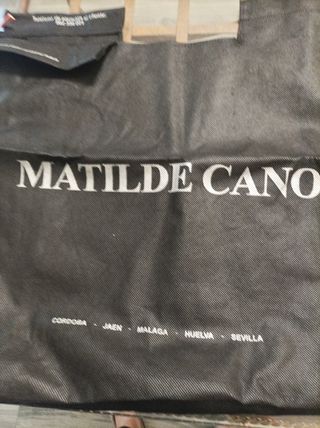 MATILDE CANO
CORDOBA - JAEN - MALAGA - HUELVA - SEVILLA